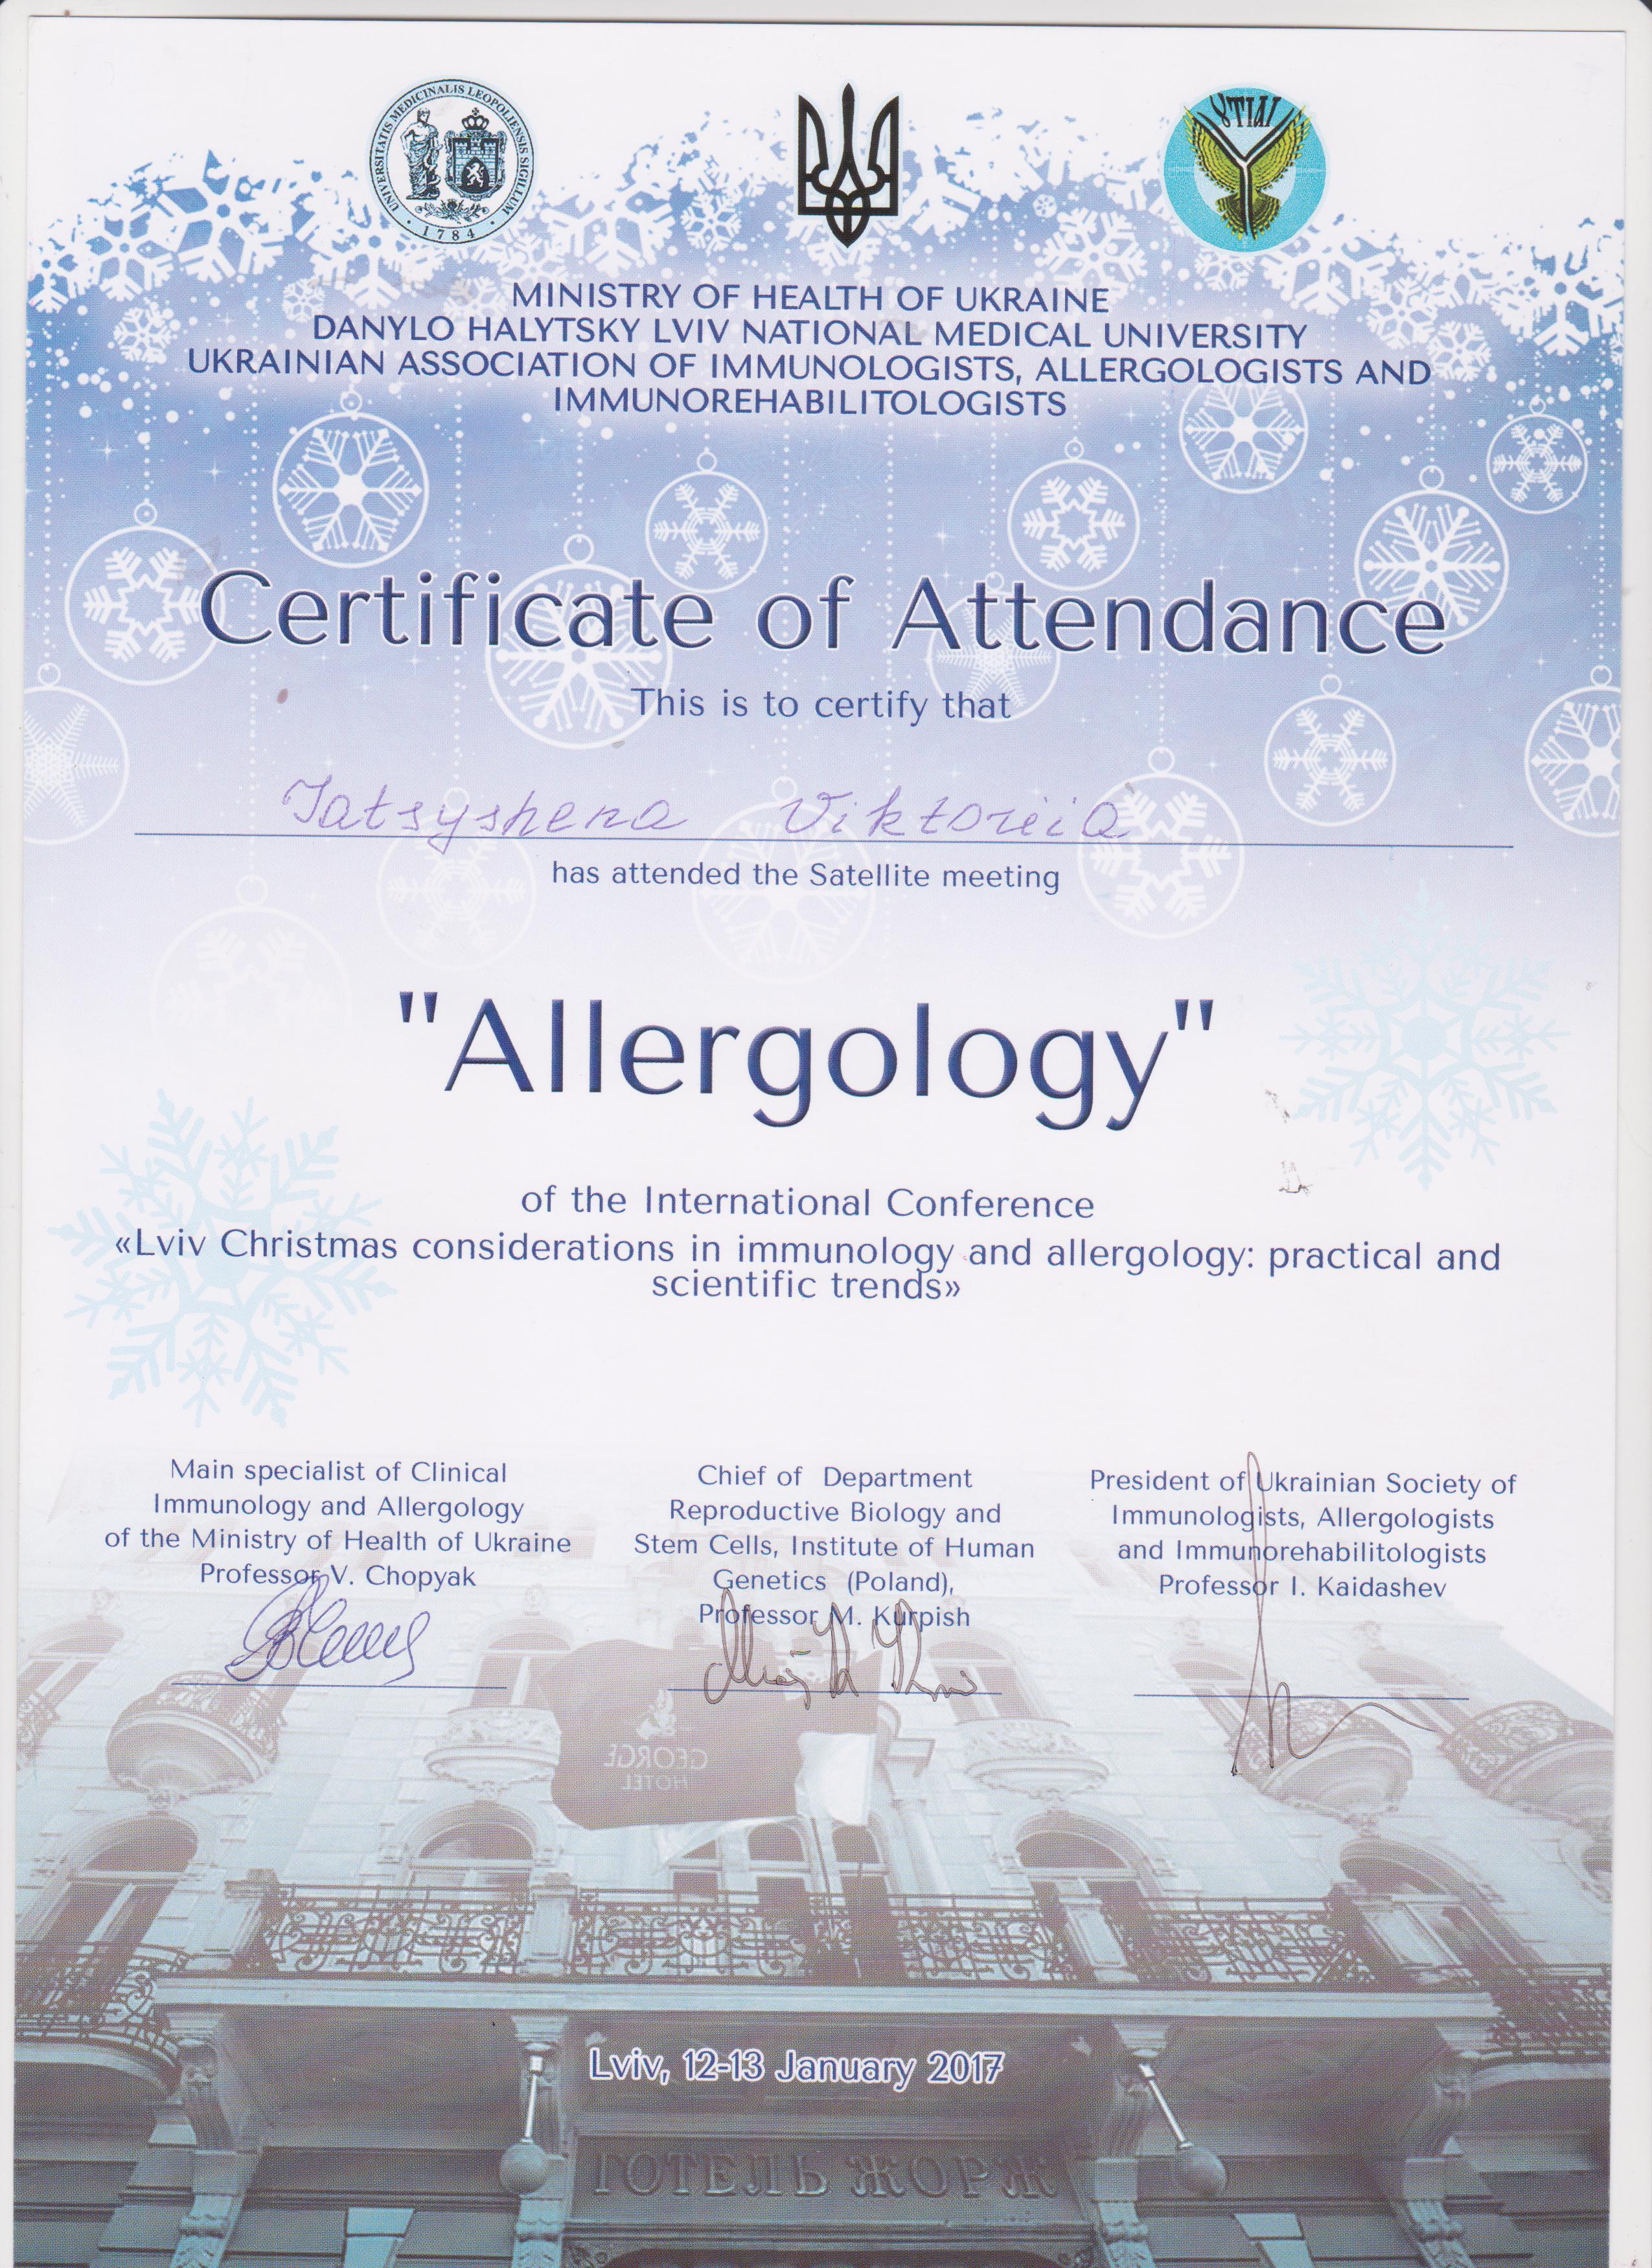 UNIVERSITATIS MEDICINALIS LEOPOLIENSIS SIGILLUM
1784
MINISTRY OF HEALTH OF UKRAINE
DANYLO HALYTSKY LVIV NATIONAL MEDICAL UNIVERSITY
UKRAINIAN ASSOCIATION OF IMMUNOLOGISTS, ALLERGOLOGISTS AND
IMMUNOREHABILITOLOGISTS
Certificate of Attendance
This is to certify that
Viktoriia
has attended the Satellite meeting
"Allergology"
of the International Conference
«Lviv Christmas considerations in immunology and allergology: practical and
scientific trends»
Main specialist of Clinical
Immunology and Allergology
of the Ministry of Health of Ukraine
Professor V. Chopyak
Chief of Department
Reproductive Biology and
Stem Cells, Institute of Human
Genetics (Poland),
Professor M. Kurpish
President of Ukrainian Society of
Immunologists, Allergologists
and Immunorehabilitologists
Professor I. Kaidashev
GEORGE
HOTEL
Lviv, 12-13 January 2017
ГОТЕЛЬ ЖОРЖ